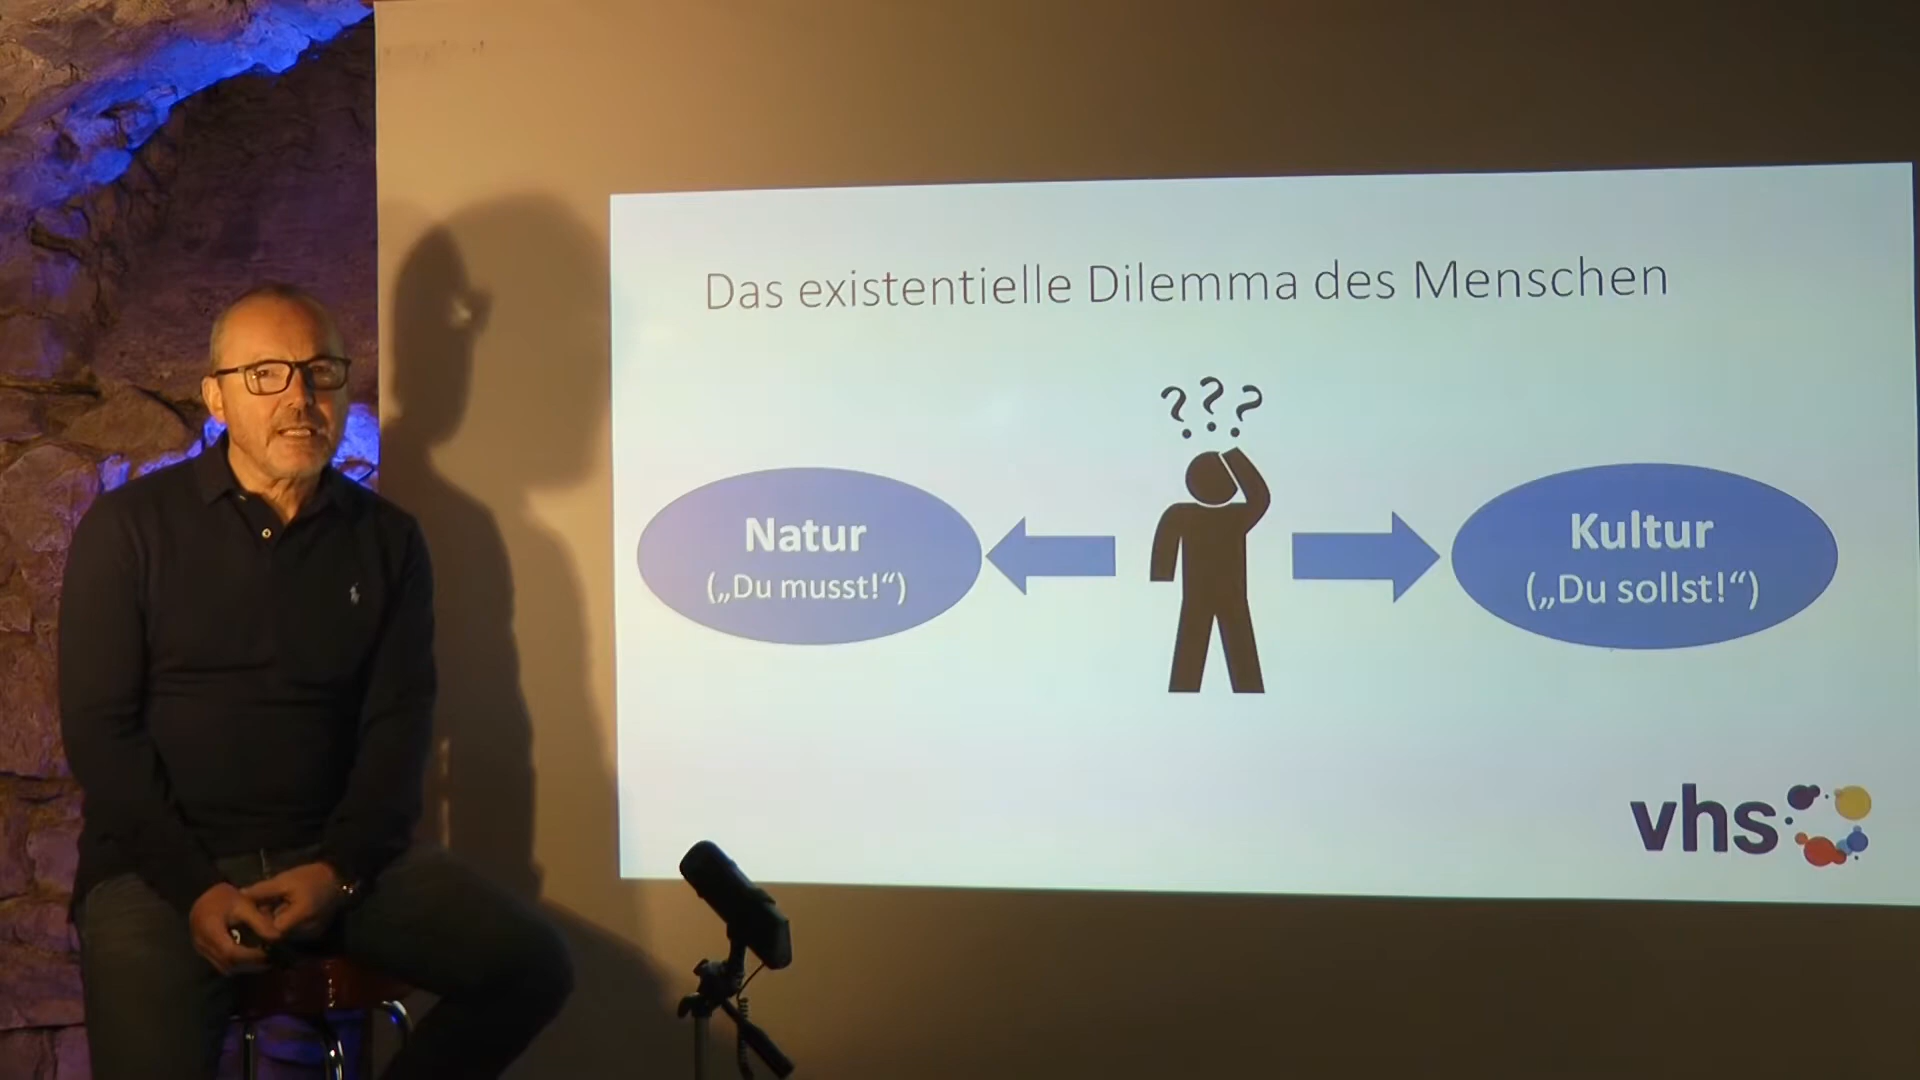 Das existentielle Dilemma des Menschen
???
Natur
(„Du musst!“)
Kultur
(„Du sollst!“)
vhs